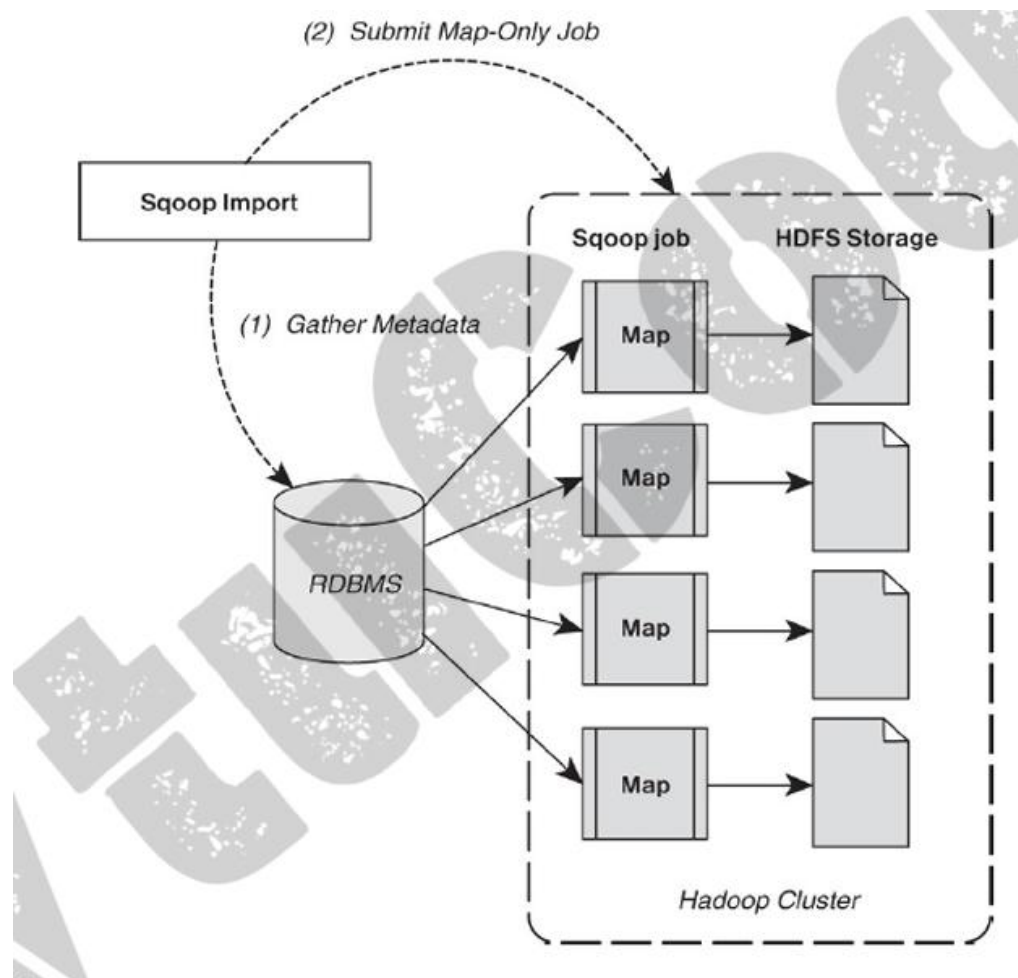 (2) Submit Map-Only Job
Sqoop Import
(1) Gather Metadata
Sqoop job
HDFS Storage
Map
Map
RDBMS
Map
Map
Hadoop Cluster